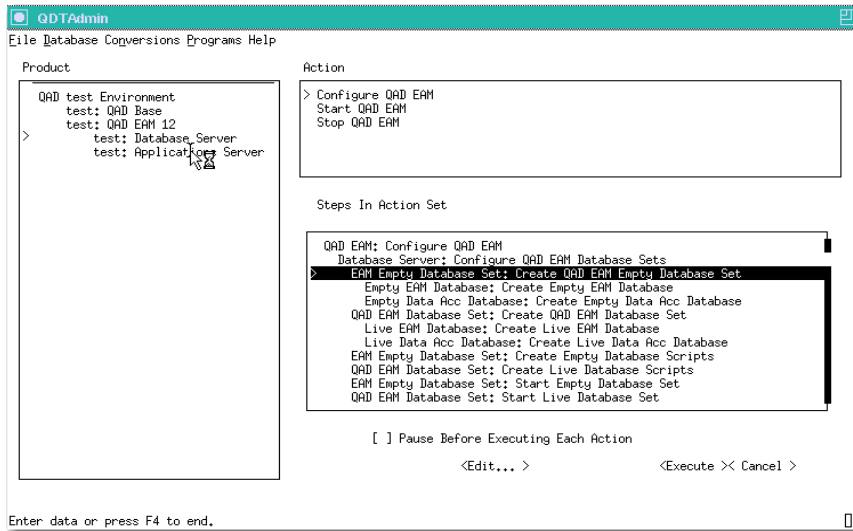 QDTAdmin
File Database Conversions Programs Help
Product
QAD test Environment
test: QAD Base
test: QAD EAM 12
> test: Database Server
test: Applications Server
Action
> Configure QAD EAM
Start QAD EAM
Stop QAD EAM
Steps In Action Set
QAD EAM: Configure QAD EAM
Database Server: Configure QAD EAM Database Sets
> EAM Empty Database Set: Create QAD EAM Empty Database Set
Empty EAM Database: Create Empty EAM Database
Empty Data Acc Database: Create Empty Data Acc Database
QAD EAM Database Set: Create QAD EAM Database Set
Live EAM Database: Create Live EAM Database
Live Data Acc Database: Create Live Data Acc Database
EAM Empty Database Set: Create Empty Database Scripts
QAD EAM Database Set: Create Live Database Scripts
EAM Empty Database Set: Start Empty Database Set
QAD EAM Database Set: Start Live Database Set
[ ] Pause Before Executing Each Action
<Edit... > <Execute >< Cancel >
Enter data or press F4 to end.